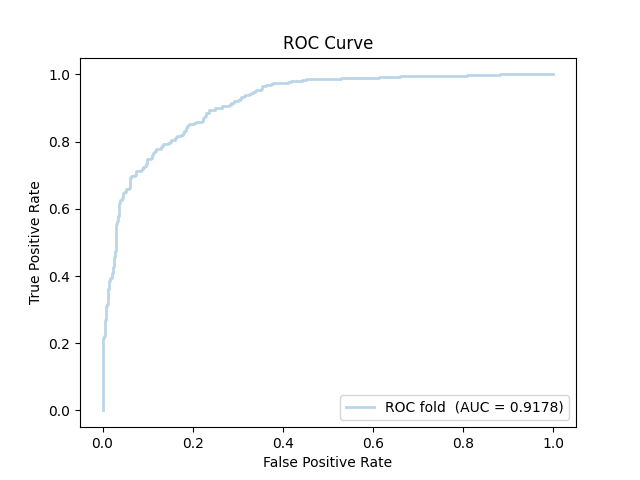 ROC Curve
1.0
0.8
0.6
0.4
0.2
0.0
True Positive Rate
ROC fold  (AUC = 0.9178)
0.0 0.2 0.4 0.6 0.8 1.0
False Positive Rate